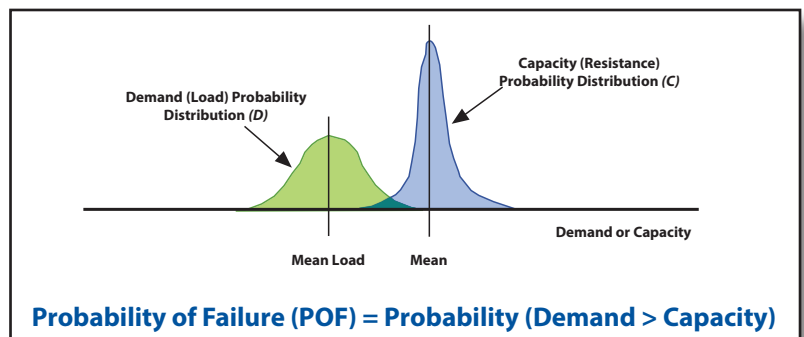 Demand (Load) Probability
Distribution (D)
Capacity (Resistance)
Probability Distribution (C)
Demand or Capacity
Mean Load
Mean
Probability of Failure (POF) = Probability (Demand > Capacity)